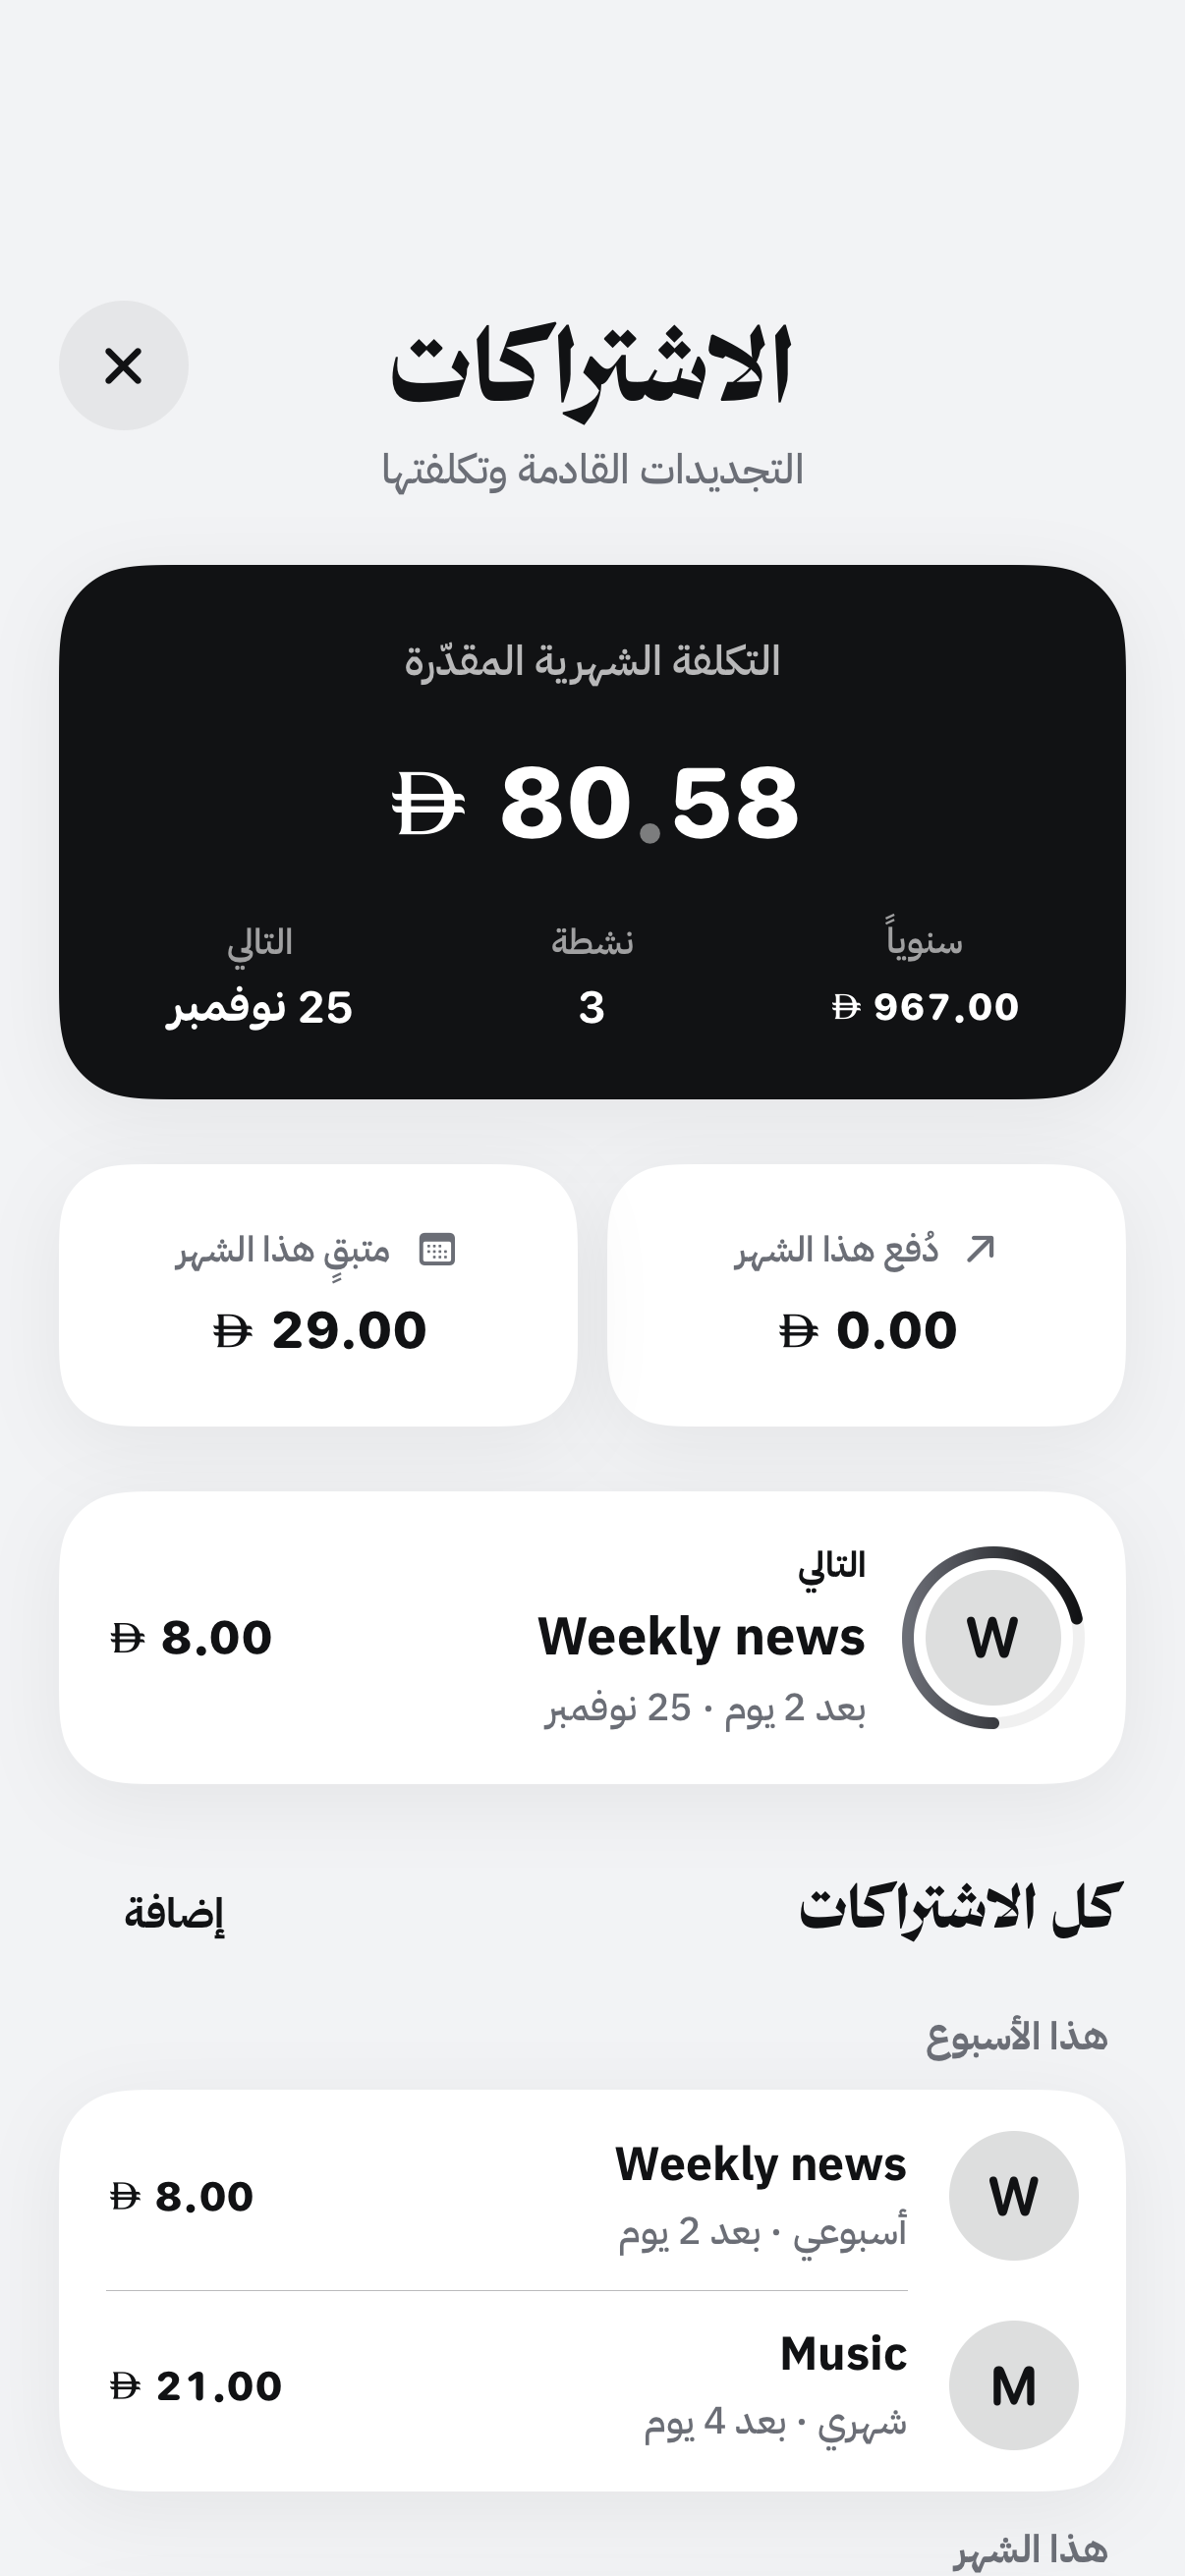 الاشتراكات
التجديدات القادمة وتكلفتها
التكلفة الشهرية المقدّرة
 80.58
سنوياً
 967.00
نشطة
3
التالي
25 نوفمبر
دُفع هذا الشهر
 0.00
متبقٍ هذا الشهر
 29.00
W
التالي
Weekly news
بعد 2 يوم · 25 نوفمبر
 8.00
كل الاشتراكات
إضافة
هذا الأسبوع
W
Weekly news
أسبوعي · بعد 2 يوم
 8.00
M
Music
شهري · بعد 4 يوم
 21.00
هذا الشهر